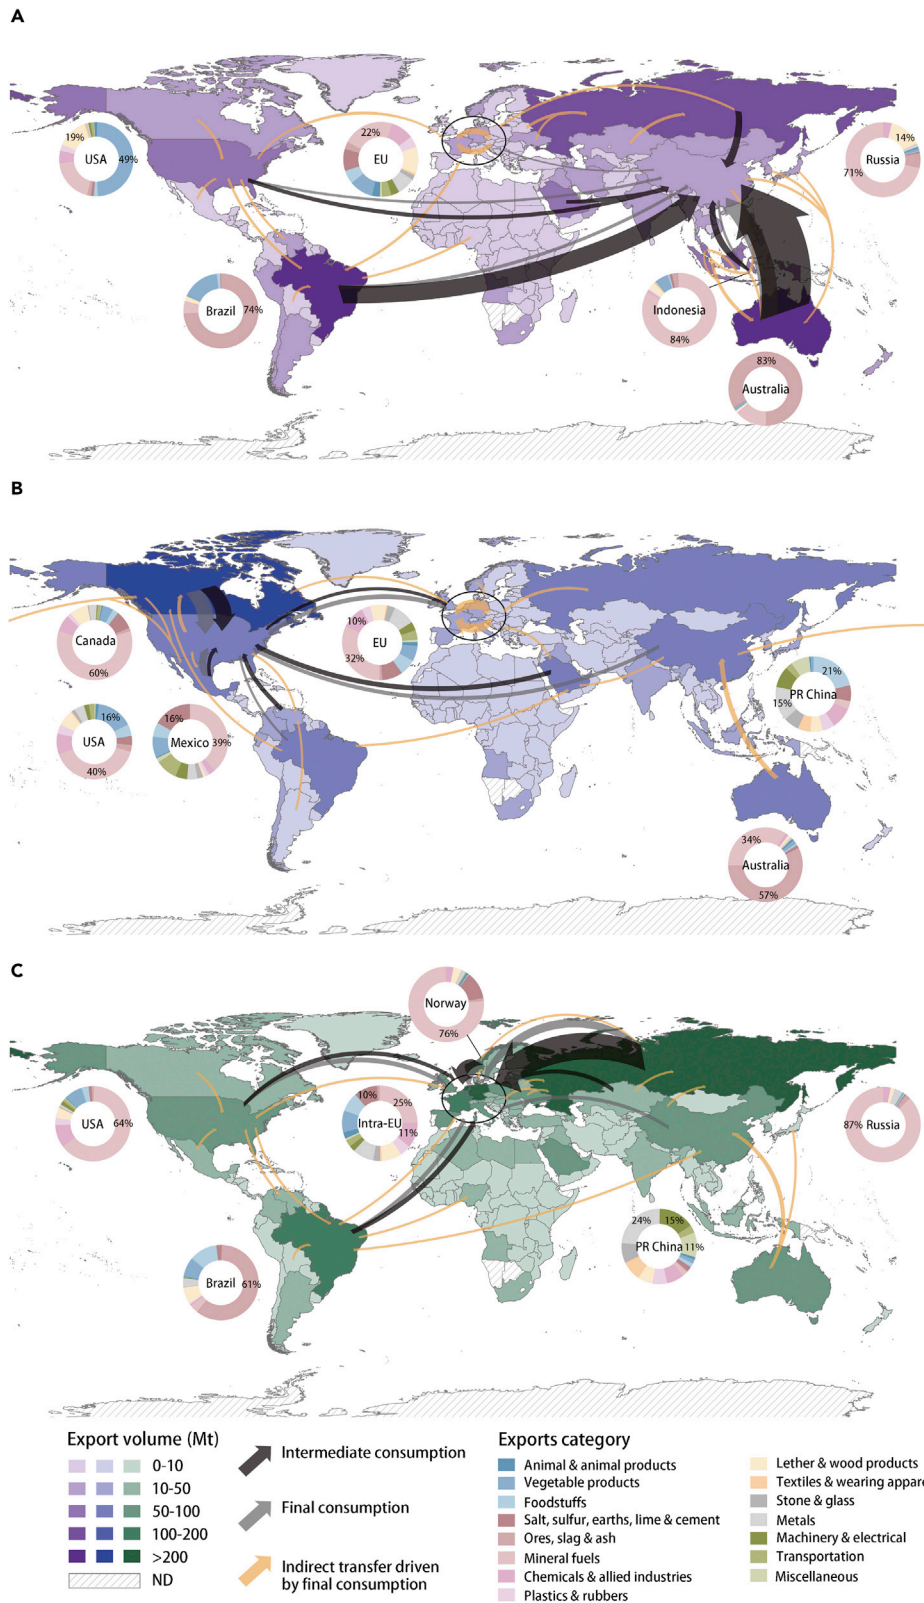 A
19%
USA
49%
22%
EU
14%
Russia
71%
Brazil
74%
Indonesia
84%
83%
Australia
B
Canada
60%
10%
EU
32%
21%
PR China
15%
16%
USA
40%
16%
Mexico
39%
34%
Australia
57%
C
Norway
76%
USA
64%
10%
25%
Intra-EU
11%
87%
Russia
24%
15%
PR China
11%
Brazil
61%
Export volume (Mt)
0-10
10-50
50-100
100-200
>200
ND
Intermediate consumption
Final consumption
Indirect transfer driven
by final consumption
Exports category
Animal & animal products
Vegetable products
Foodstuffs
Salt, sulfur, earths, lime & cement
Ores, slag & ash
Mineral fuels
Chemicals & allied industries
Plastics & rubbers
Lether & wood products
Textiles & wearing appare
Stone & glass
Metals
Machinery & electrical
Transportation
Miscellaneous